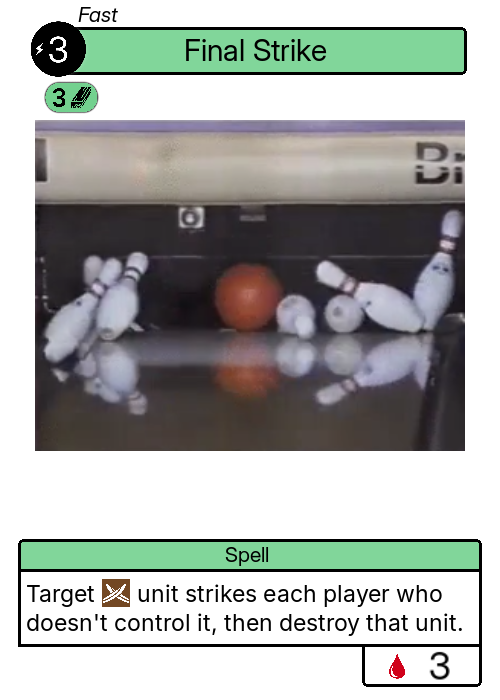 Fast
3
Final Strike
3
Br
Spell
Target unit strikes each player who
doesn't control it, then destroy that unit.
3